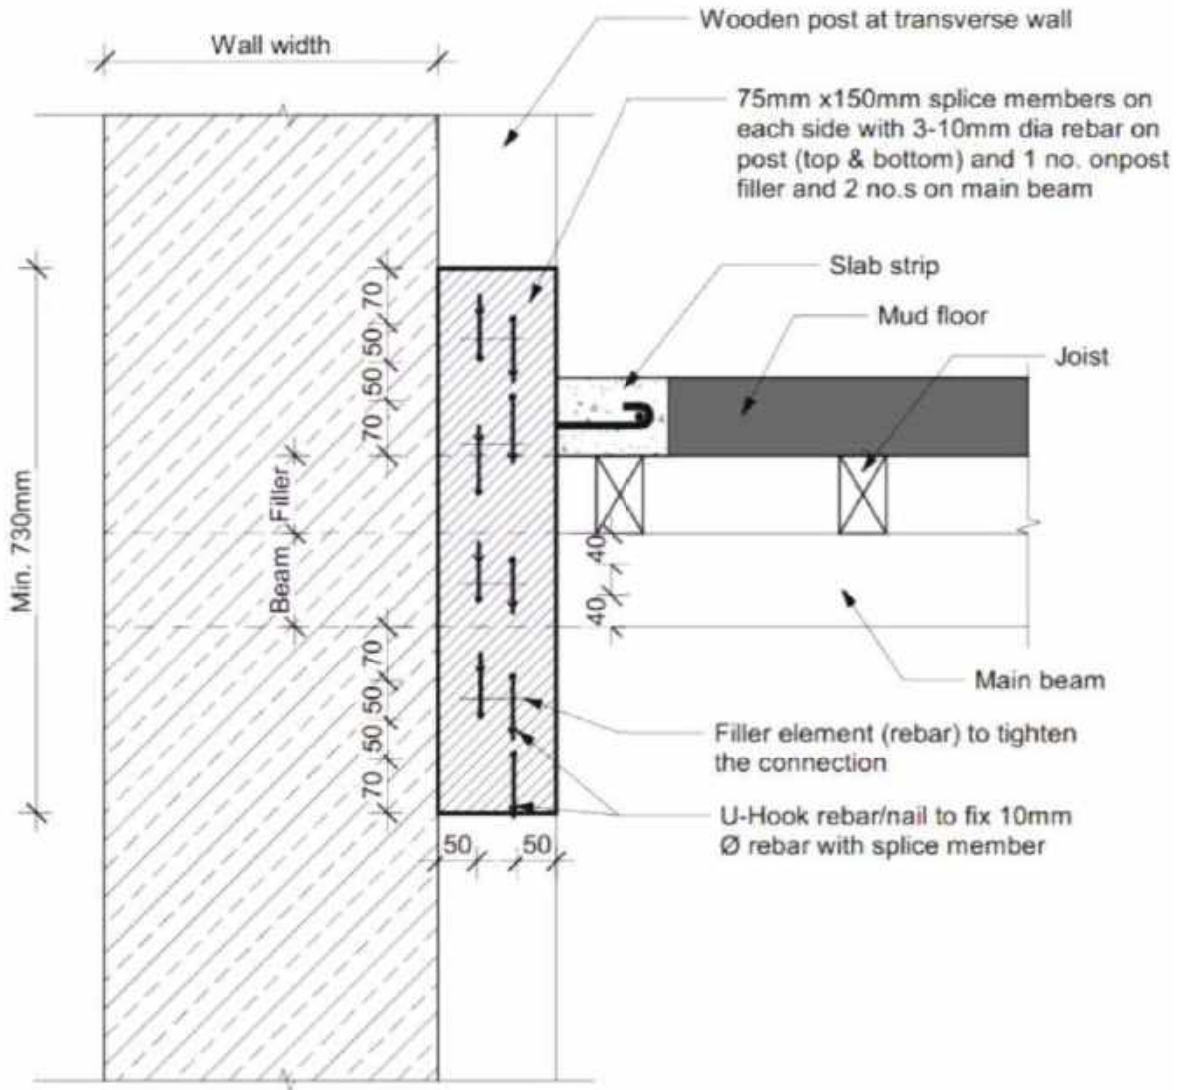 Wooden post at transverse wall
Wall width
75mm x150mm splice members on
each side with 3-10mm dia rebar on
post (top & bottom) and 1 no. onpost
filler and 2 no.s on main beam
Slab strip
Mud floor
Joist
70
50
50
70
Filler
Beam
Min. 730mm
40
40
70
50
50
70
Main beam
Filler element (rebar) to tighten
the connection
U-Hook rebar/nail to fix 10mm
Ø rebar with splice member
50
50